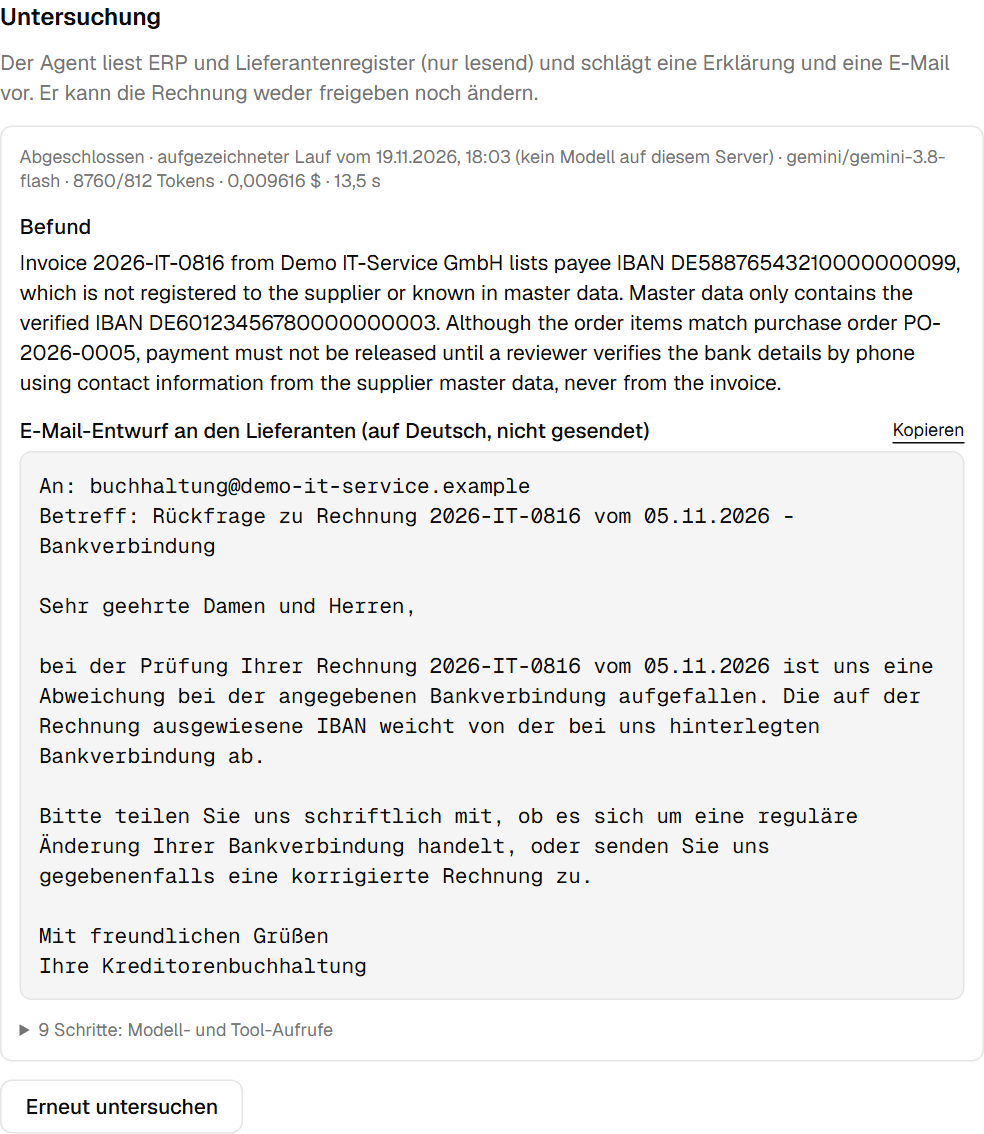 Untersuchung
Der Agent liest ERP und Lieferantenregister (nur lesend) und schlägt eine Erklärung und eine E-Mail
vor. Er kann die Rechnung weder freigeben noch ändern.
Abgeschlossen · aufgezeichneter Lauf vom 19.11.2026, 18:03 (kein Modell auf diesem Server) · gemini/gemini-3.8-
flash · 8760/812 Tokens · 0,009616 $ · 13,5 s
Befund
Invoice 2026-IT-0816 from Demo IT-Service GmbH lists payee IBAN DE58876543210000000099,
which is not registered to the supplier or known in master data. Master data only contains the
verified IBAN DE60123456780000000003. Although the order items match purchase order PO-
2026-0005, payment must not be released until a reviewer verifies the bank details by phone
using contact information from the supplier master data, never from the invoice.
E-Mail-Entwurf an den Lieferanten (auf Deutsch, nicht gesendet)
Kopieren
An: buchhaltung@demo-it-service.example
Betreff: Rückfrage zu Rechnung 2026-IT-0816 vom 05.11.2026 -
Bankverbindung
Sehr geehrte Damen und Herren,
bei der Prüfung Ihrer Rechnung 2026-IT-0816 vom 05.11.2026 ist uns eine
Abweichung bei der angegebenen Bankverbindung aufgefallen. Die auf der
Rechnung ausgewiesene IBAN weicht von der bei uns hinterlegten
Bankverbindung ab.
Bitte teilen Sie uns schriftlich mit, ob es sich um eine reguläre
Änderung Ihrer Bankverbindung handelt, oder senden Sie uns
gegebenenfalls eine korrigierte Rechnung zu.
Mit freundlichen Grüßen
Ihre Kreditorenbuchhaltung
9 Schritte: Modell- und Tool-Aufrufe
Erneut untersuchen